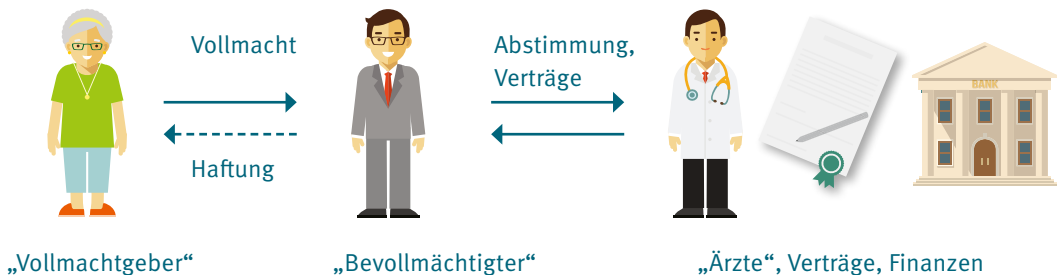 Vollmacht
Haftung
Abstimmung,
Verträge
BANK
„Vollmachtgeber“
„Bevollmächtigter“
„Ärzte“, Verträge, Finanzen